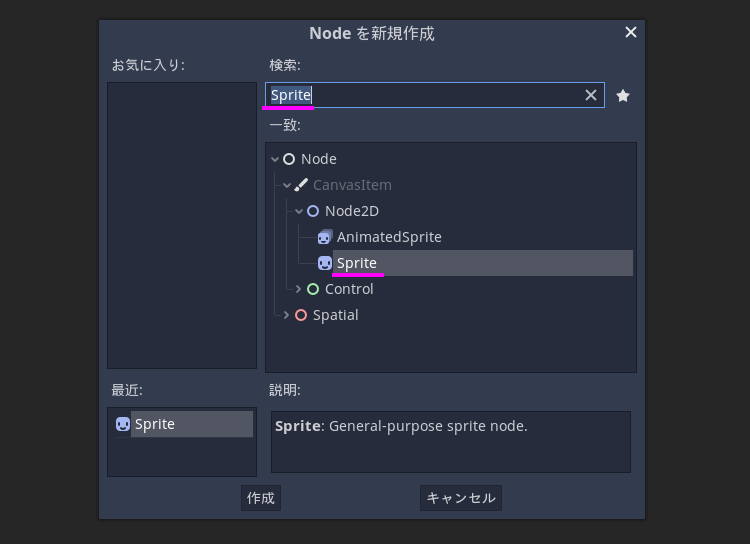 Node を新規作成
お気に入り:
検索:
Sprite
一致:
Node
CanvasItem
Node2D
AnimatedSprite
Sprite
Control
Spatial
最近:
Sprite
説明:
Sprite: General-purpose sprite node.
作成
キャンセル